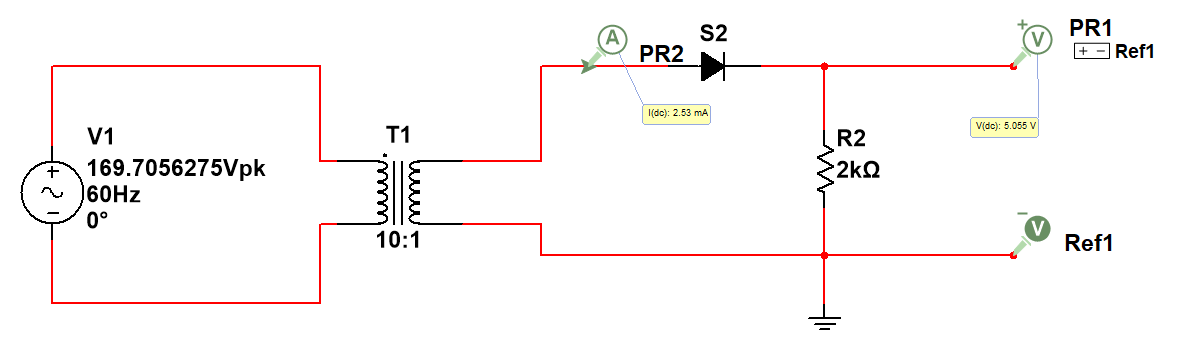 S2
PR1
+
V
A
PR2
+ − Ref1
I(dc): 2.53 mA
V(dc): 5.055 V
V1
T1
R2
169.7056275Vpk
+
60Hz
−
0°
2kΩ
10:1
−
V
Ref1